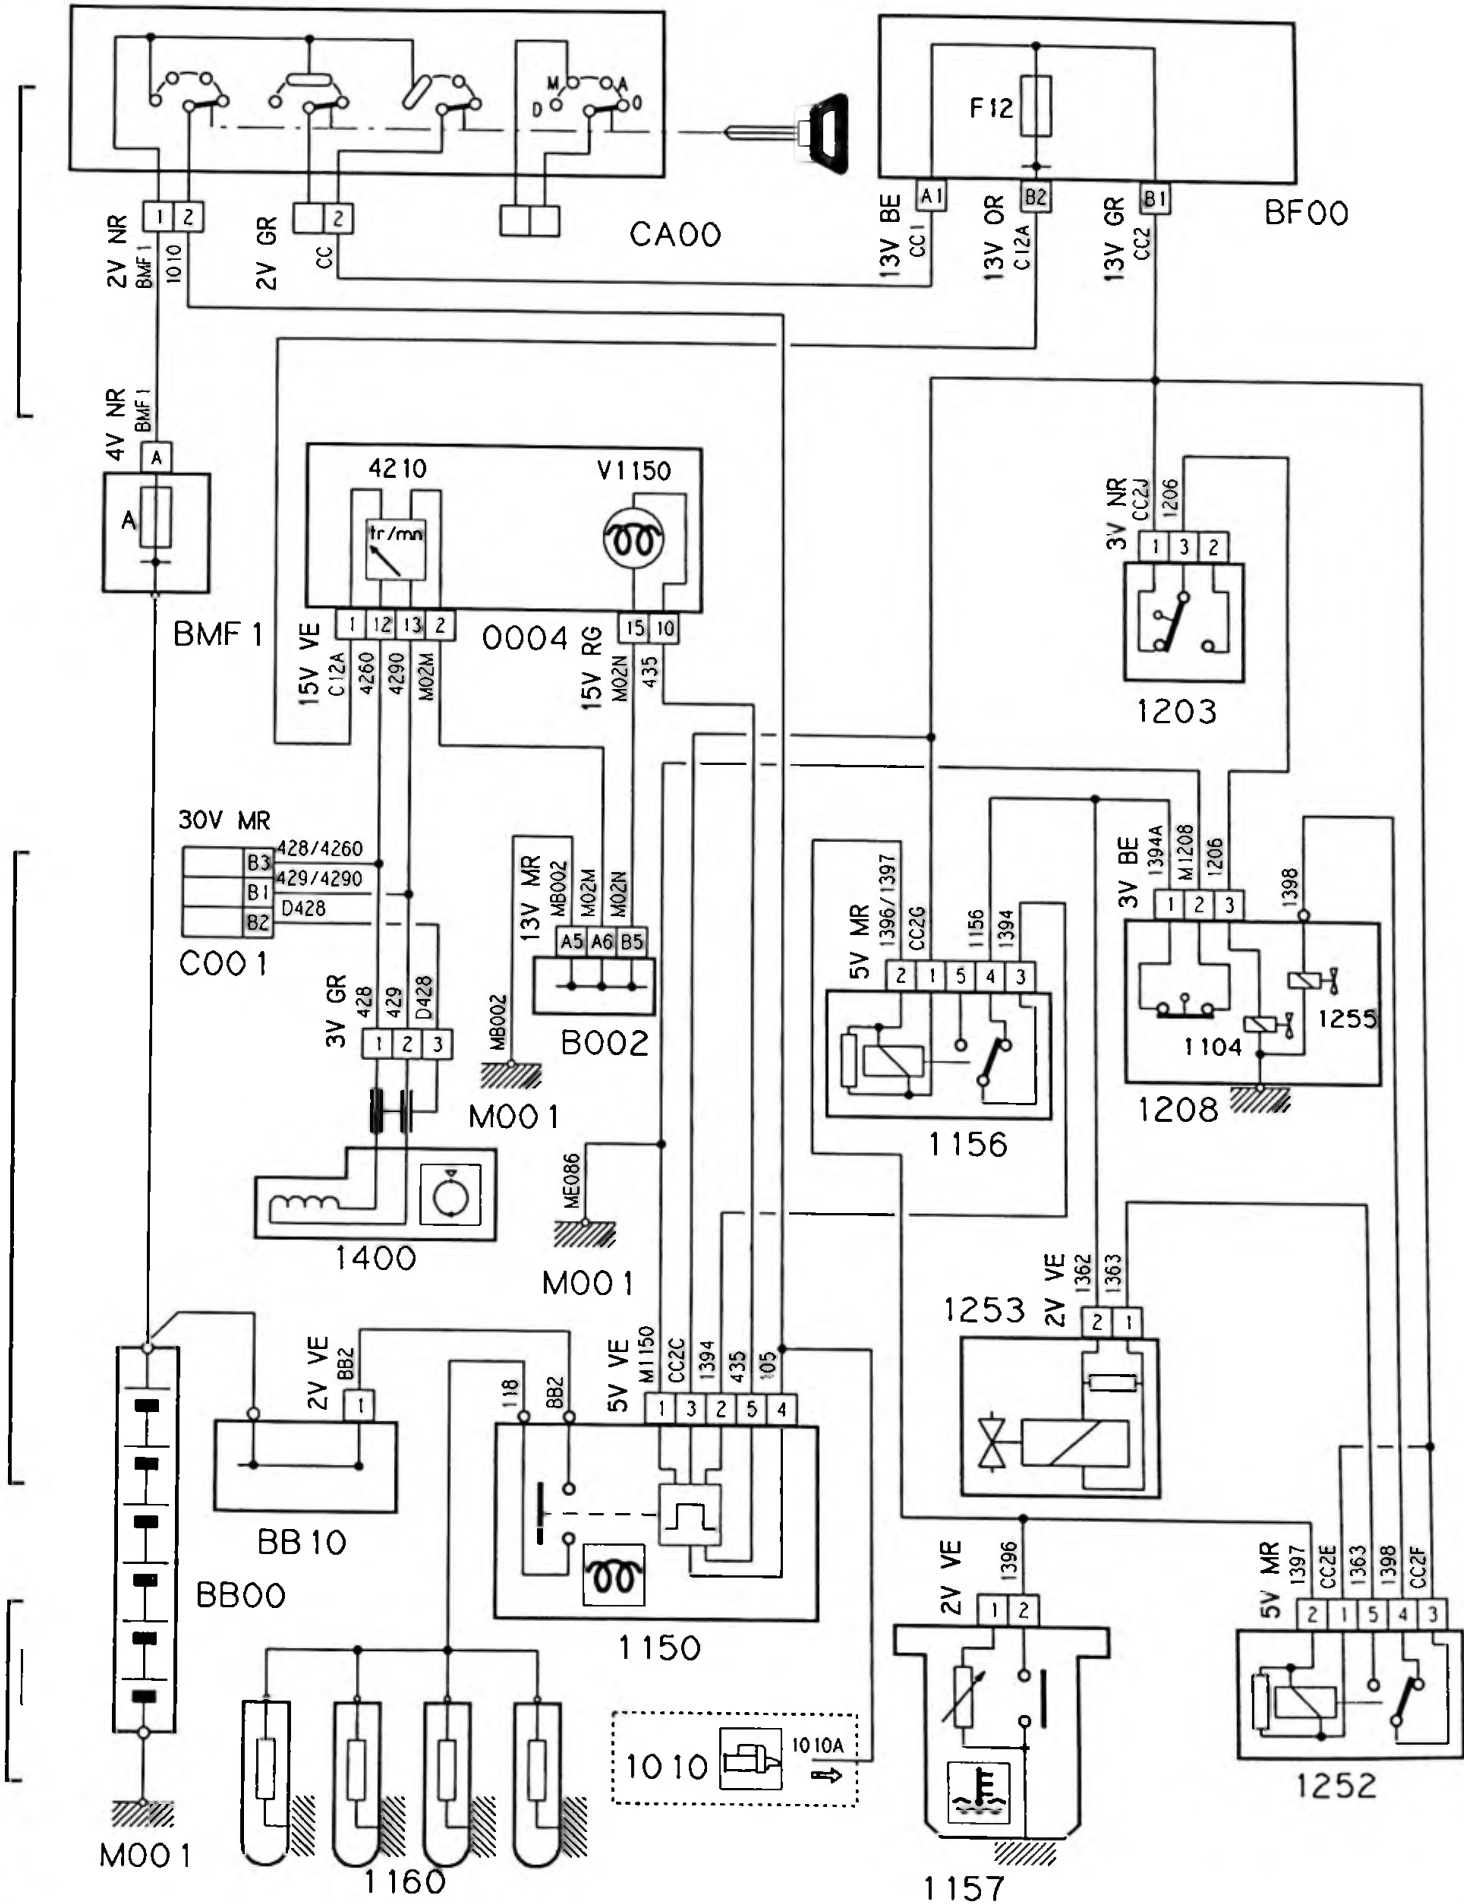 M A
D O
F12
1 2
2
A1 B2 B1
CA00
BF00
2V NR
BMF1
1010
2V GR
CC
13V BE
CC1
13V OR
C12A
13V GR
CC2
4V NR
BMF1
A
A
BMF1
4210
V1150
tr/mn
1 12 13 2
0004
15 10
15V VE
C12A
4260
4290
M02M
15V RG
M02N
435
3V NR
CC2J
1206
1 3 2
1203
30V MR
B3 428/4260
B1 429/4290
B2 D428
C001
13V MR
MB002
M02M
M02N
A5 A6 B5
B002
MB002
M001
3V GR
428
429
D428
1 2 3
1400
ME086
M001
5V MR
1396/1397
CC2G
1156
1394
2 1 5 4 3
1156
3V BE
1394A
M1208
1206
1398
1 2 3
1255
1104
1208
1253
2V VE
1362
1363
2 1
2V VE
BB2
1
BB10
BB00
118
BB2
5V VE
M1150
CC2C
1394
435
105
1 3 2 5 4
1150
2V VE
1396
1 2
1157
5V MR
1397
CC2E
1363
1398
CC2F
2 1 5 4 3
1252
1010
1010A
1160
M001